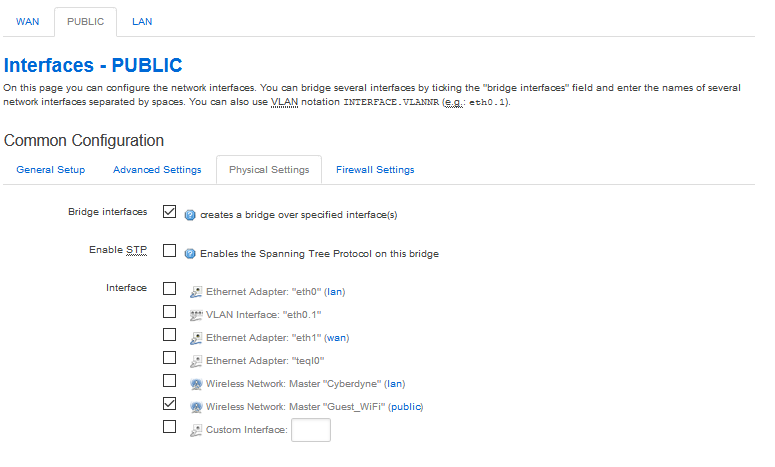 WAN PUBLIC LAN
Interfaces - PUBLIC
On this page you can configure the network interfaces. You can bridge several interfaces by ticking the "bridge interfaces" field and enter the names of several
network interfaces separated by spaces. You can also use VLAN notation INTERFACE.VLANNR (e.g.: eth0.1).
Common Configuration
General Setup Advanced Settings Physical Settings Firewall Settings
Bridge interfaces creates a bridge over specified interface(s)
Enable STP Enables the Spanning Tree Protocol on this bridge
Interface Ethernet Adapter: "eth0" (lan)
VLAN Interface: "eth0.1"
Ethernet Adapter: "eth1" (wan)
Ethernet Adapter: "teql0"
Wireless Network: Master "Cyberdyne" (lan)
Wireless Network: Master "Guest_WiFi" (public)
Custom Interface: